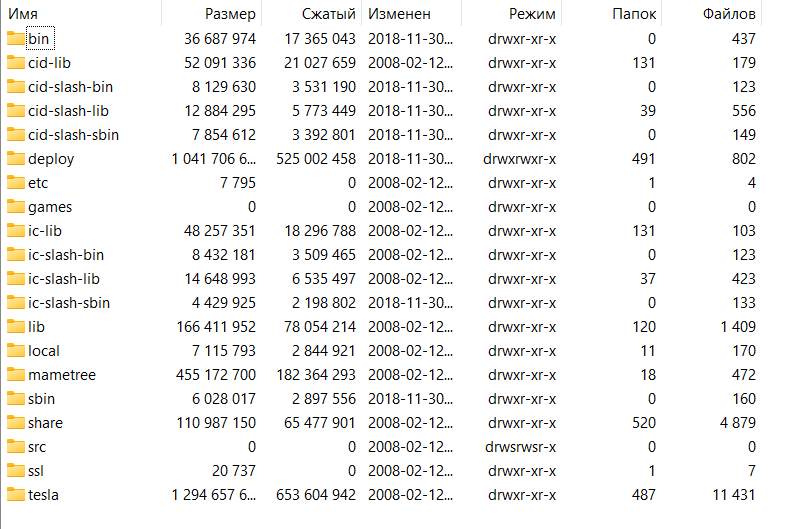 Имя Размер Сжатый Изменен Режим Папок Файлов
bin 36 687 974 17 365 043 2018-11-30... drwxr-xr-x 0 437
cid-lib 52 091 336 21 027 659 2008-02-12... drwxr-xr-x 131 179
cid-slash-bin 8 129 630 3 531 190 2018-11-30... drwxr-xr-x 0 123
cid-slash-lib 12 884 295 5 773 449 2018-11-30... drwxr-xr-x 39 556
cid-slash-sbin 7 854 612 3 392 801 2018-11-30... drwxr-xr-x 0 149
deploy 1 041 706 6... 525 002 458 2018-11-30... drwxrwxr-x 491 802
etc 7 795 0 2008-02-12... drwxr-xr-x 1 4
games 0 0 2008-02-12... drwxr-xr-x 0 0
ic-lib 48 257 351 18 296 788 2008-02-12... drwxr-xr-x 131 103
ic-slash-bin 8 432 181 3 509 465 2008-02-12... drwxr-xr-x 0 123
ic-slash-lib 14 648 993 6 535 497 2008-02-12... drwxr-xr-x 37 423
ic-slash-sbin 4 429 925 2 198 802 2018-11-30... drwxr-xr-x 0 133
lib 166 411 952 78 054 214 2008-02-12... drwxr-xr-x 120 1 409
local 7 115 793 2 844 921 2008-02-12... drwxr-xr-x 11 170
mametree 455 172 700 182 364 293 2008-02-12... drwxr-xr-x 18 472
sbin 6 028 017 2 897 556 2018-11-30... drwxr-xr-x 0 160
share 110 987 150 65 477 901 2008-02-12... drwxr-xr-x 520 4 879
src 0 0 2008-02-12... drwsrwsr-x 0 0
ssl 20 737 0 2008-02-12... drwxr-xr-x 1 7
tesla 1 294 657 6... 653 604 942 2008-02-12... drwxr-xr-x 487 11 431